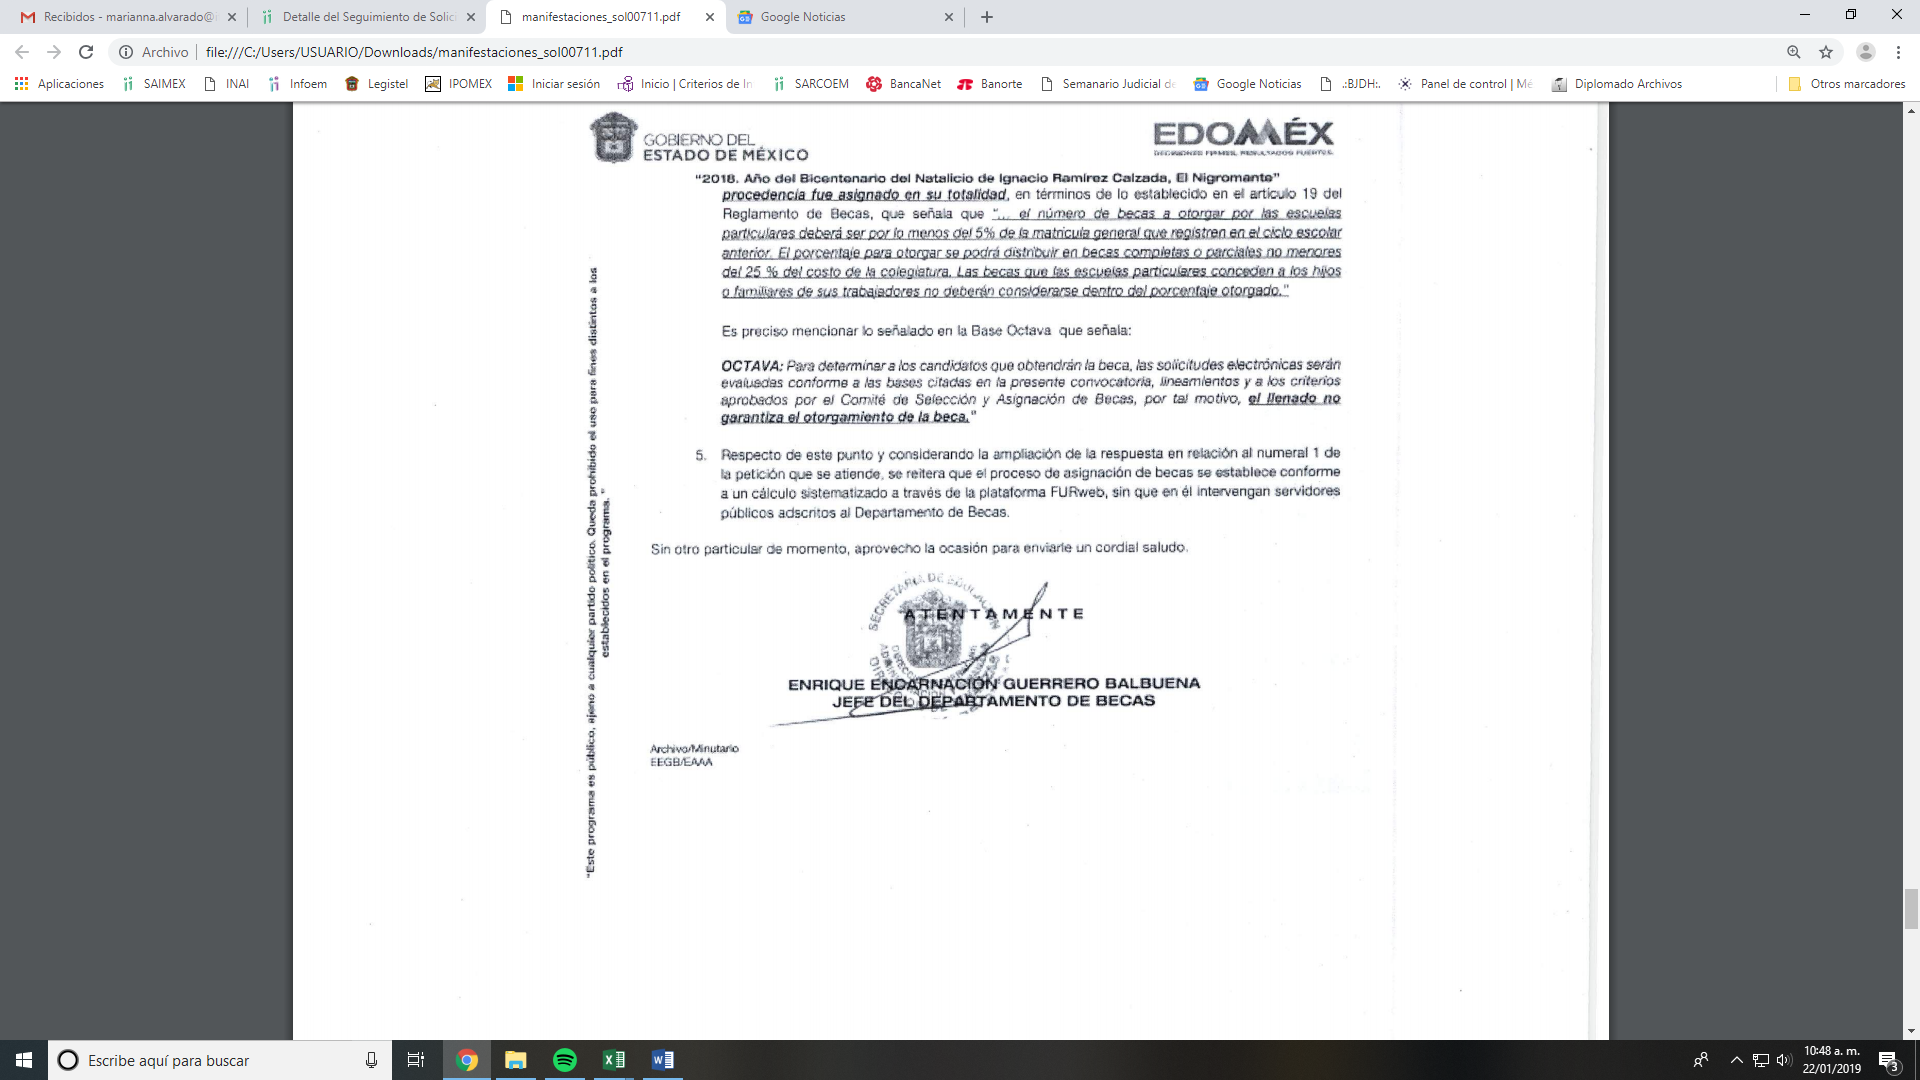 Recibidos - marianna.alvarado@i
Detalle del Seguimiento de Solici
manifestaciones_sol00711.pdf
Google Noticias
Archivo
file:///C:/Users/USUARIO/Downloads/manifestaciones_sol00711.pdf
Aplicaciones
SAIMEX
INAI
Infoem
Legistel
IPOMEX
Iniciar sesión
Inicio | Criterios de In
SARCOEM
BancaNet
Banorte
Semanario Judicial de
Google Noticias
.:BJDH:.
Panel de control | Mé
Diplomado Archivos
Otros marcadores
GOBIERNO DEL
ESTADO DE MÉXICO
EDOMÉX
DECISIONES FIRMES, RESULTADOS FUERTES.
"2018. Año del Bicentenario del Natalicio de Ignacio Ramírez Calzada, El Nigromante"
procedencia fue asignado en su totalidad, en términos de lo establecido en el artículo 19 del
Reglamento de Becas, que señala que "... el número de becas a otorgar por las escuelas
particulares deberá ser por lo menos del 5% de la matricula general que registren en el ciclo escolar
anterior. El porcentaje para otorgar se podrá distribuir en becas completas o parciales no menores
del 25 % del costo de la colegiatura. Las becas que las escuelas particulares conceden a los hijos
o familiares de sus trabajadores no deberán considerarse dentro del porcentaje otorgado."
Es preciso mencionar lo señalado en la Base Octava que señala:
OCTAVA: Para determinar a los candidatos que obtendrán la beca, las solicitudes electrónicas serán
evaluadas conforme a las bases citadas en la presente convocatoria, lineamientos y a los criterios
aprobados por el Comité de Selección y Asignación de Becas, por tal motivo, el llenado no
garantiza el otorgamiento de la beca."
5. Respecto de este punto y considerando la ampliación de la respuesta en relación al numeral 1 de
la petición que se atiende, se reitera que el proceso de asignación de becas se establece conforme
a un cálculo sistematizado a través de la plataforma FURweb, sin que en él intervengan servidores
públicos adscritos al Departamento de Becas.
Sin otro particular de momento, aprovecho la ocasión para enviarle un cordial saludo.
SECRETARÍA DE EDUCACIÓN
ATENTAMENTE
ENRIQUE ENCARNACIÓN GUERRERO BALBUENA
JEFE DEL DEPARTAMENTO DE BECAS
Archivo/Minutario
EEGB/EAAA
"Este programa es público, ajeno a cualquier partido político. Queda prohibido el uso para fines distintos a los
establecidos en el programa."
Escribe aquí para buscar
10:48 a. m.
22/01/2019
3